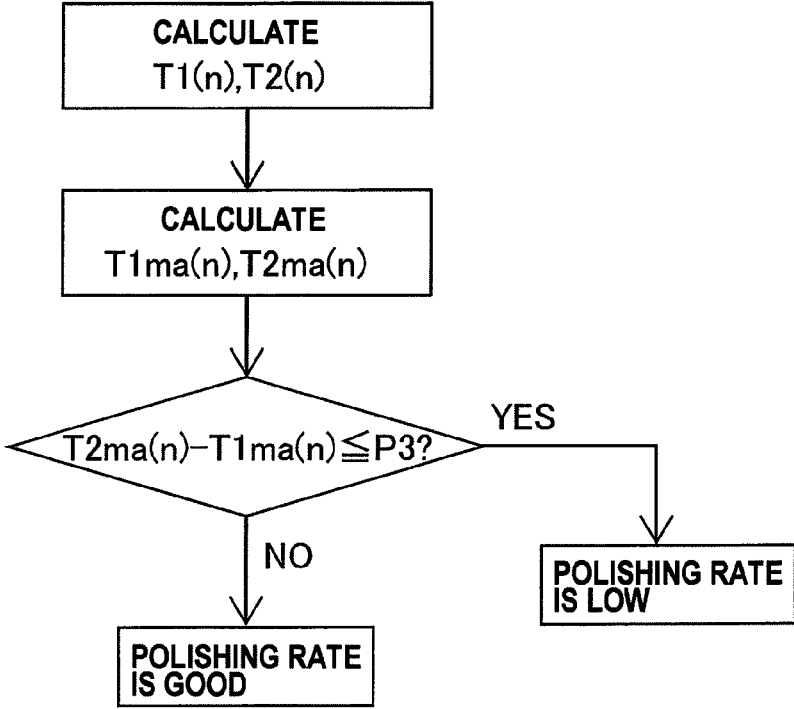 CALCULATE
T1(n),T2(n)
CALCULATE
T1ma(n),T2ma(n)
T2ma(n)-T1ma(n)≦P3?
YES
NO
POLISHING RATE
IS LOW
POLISHING RATE
IS GOOD